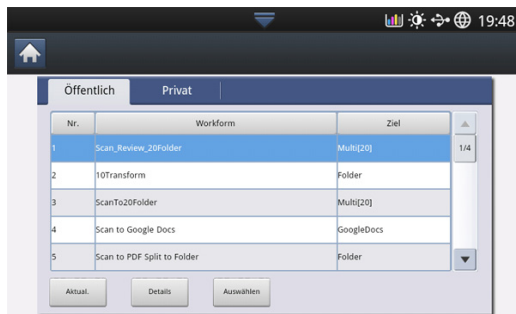 19:48
Öffentlich Privat
Nr. Workform Ziel
1 Scan_Review_20Folder Multi[20] 1/4
2 10Transform Folder
3 ScanTo20Folder Multi[20]
4 Scan to Google Docs GoogleDocs
5 Scan to PDF Split to Folder Folder
Aktual. Details Auswählen